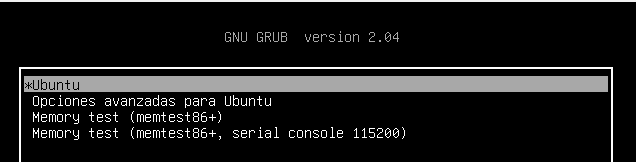 GNU GRUB  version 2.04
*Ubuntu
Opciones avanzadas para Ubuntu
Memory test (memtest86+)
Memory test (memtest86+, serial console 115200)